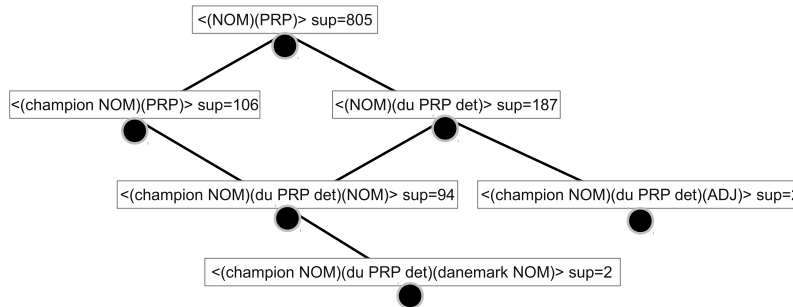 <(NOM)(PRP)> sup=805
<(champion NOM)(PRP)> sup=106
<(NOM)(du PRP det)> sup=187
<(champion NOM)(du PRP det)(NOM)> sup=94
<(champion NOM)(du PRP det)(ADJ)> sup=
<(champion NOM)(du PRP det)(danemark NOM)> sup=2